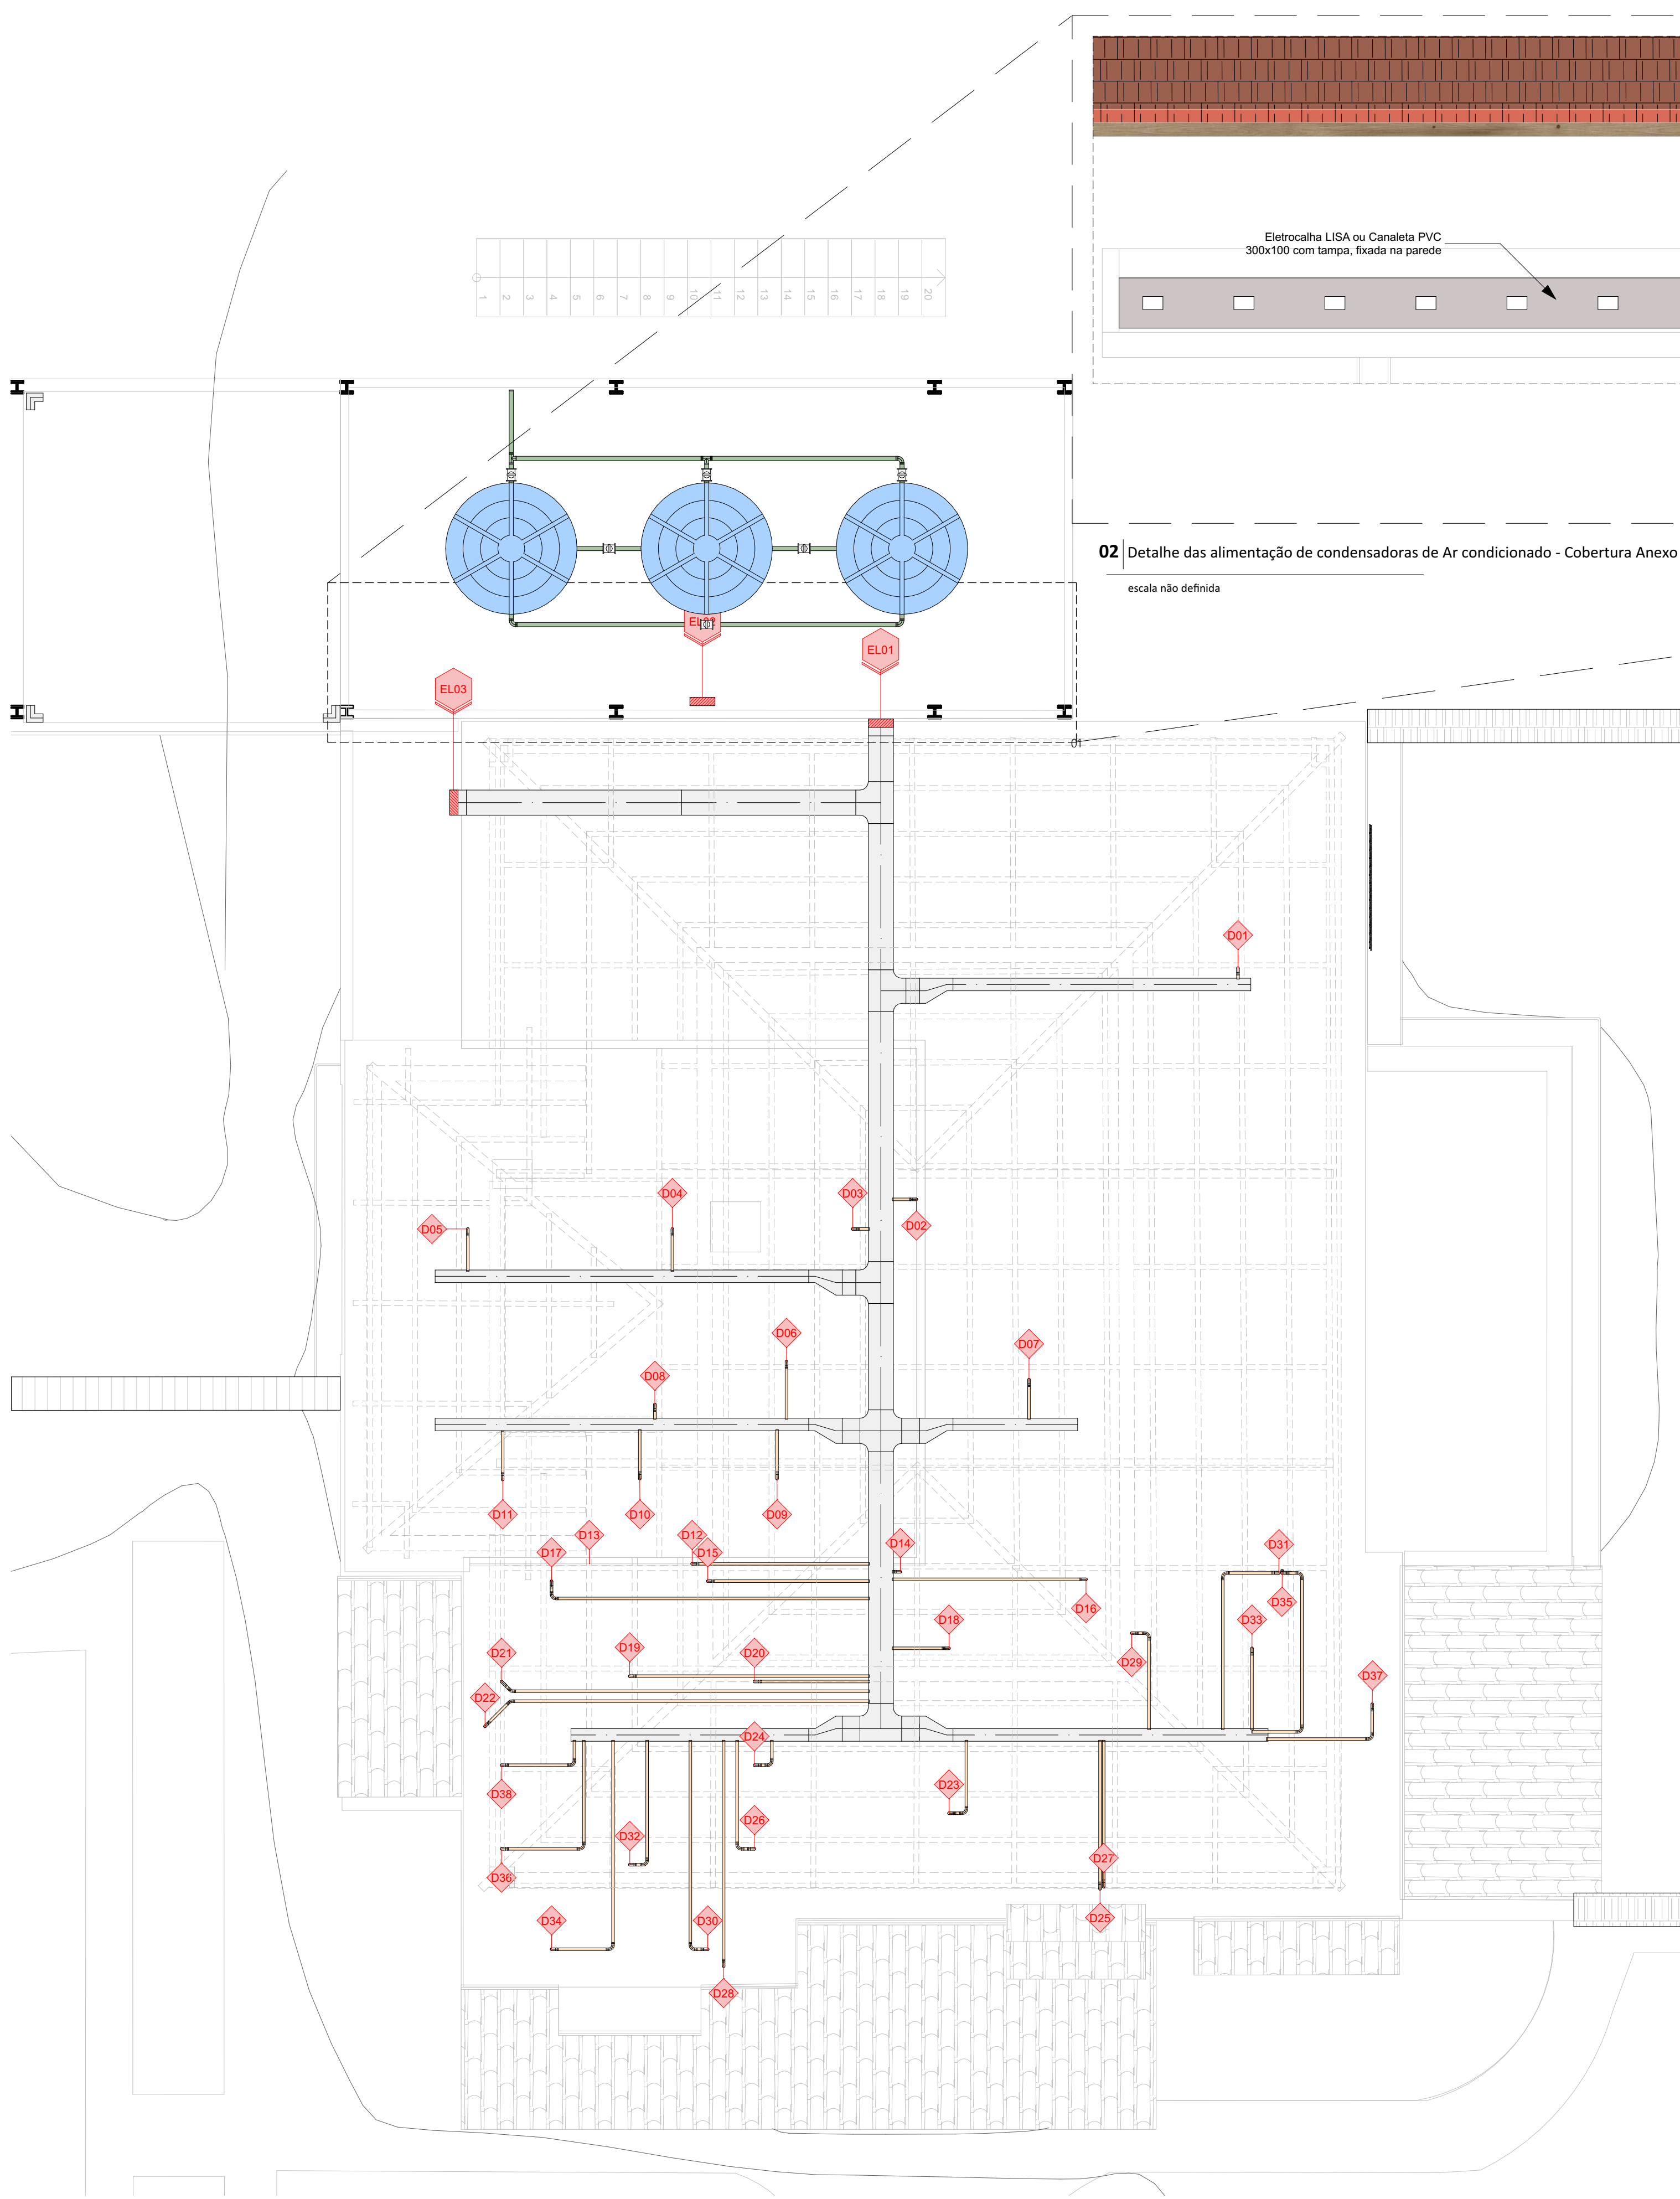 Eletrocalha LISA ou Canaleta PVC
300x100 com tampa, fixada na parede
1 2 3 4 5 6 7 8 9 10 11 12 13 14 15 16 17 18 19 20
02 Detalhe das alimentação de condensadoras de Ar condicionado - Cobertura Anexo
escala não definida
EL01
EL03
01
D01
D04
D03
D05
D02
D06
D07
D08
D11
D10
D09
D13
D12
D14
D17
D15
D31
D16
D35
D18
D33
D19
D20
D21
D29
D37
D22
D24
D23
D38
D26
D32
D27
D36
D34
D30
D25
D28